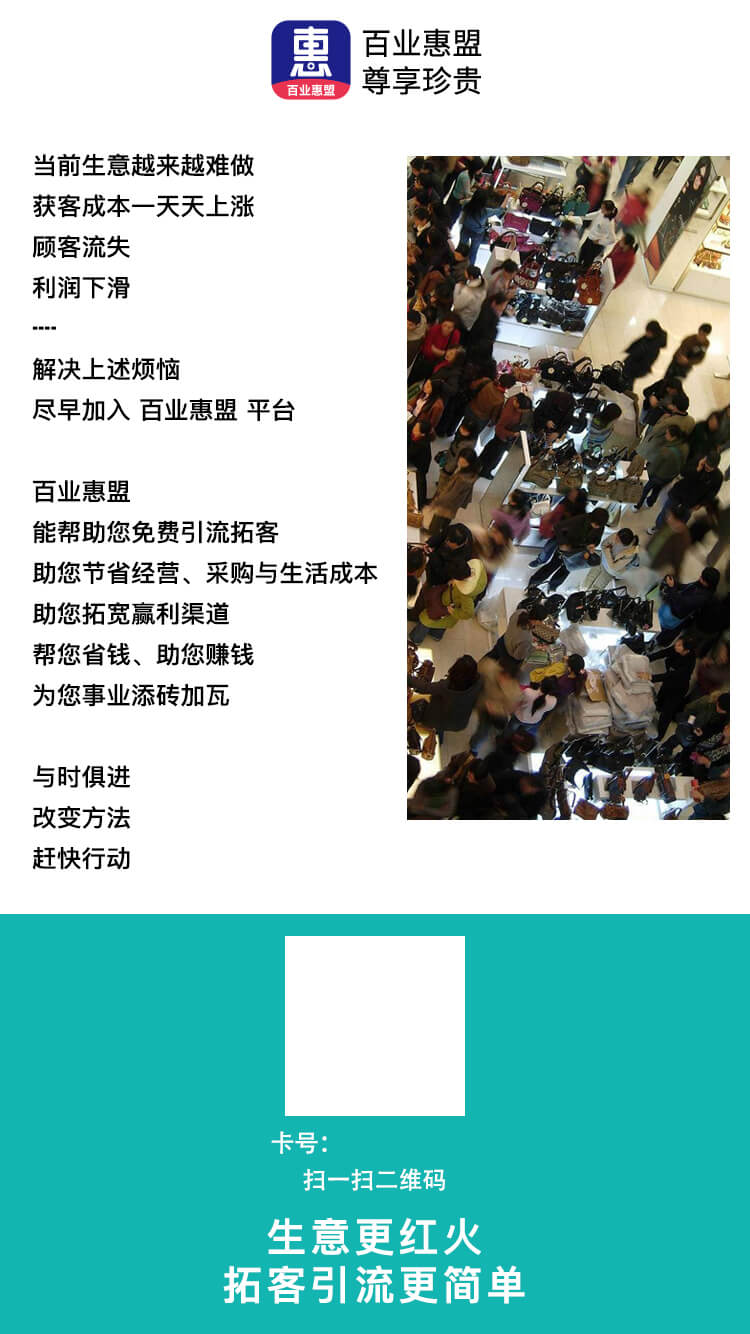 惠
百业惠盟
百业惠盟
尊享珍贵
当前生意越来越难做
获客成本一天天上涨
顾客流失
利润下滑
----
解决上述烦恼
尽早加入 百业惠盟 平台
百业惠盟
能帮助您免费引流拓客
助您节省经营、采购与生活成本
助您拓宽赢利渠道
帮您省钱、助您赚钱
为您事业添砖加瓦
与时俱进
改变方法
赶快行动
卡号：
扫一扫二维码
生意更红火
拓客引流更简单